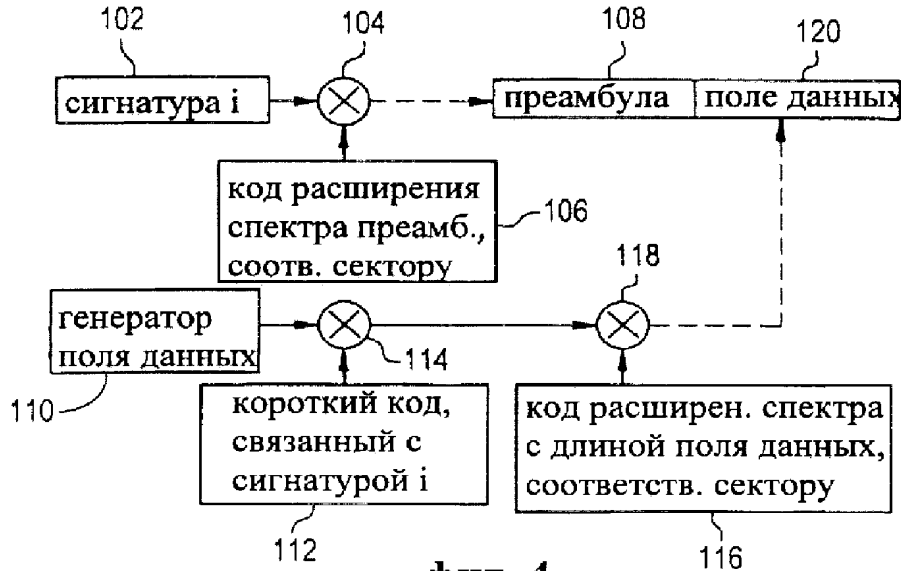 102
104
108
120
сигнатура i
преамбула
поле данных
код расширения
спектра преамб.,
соотв. сектору
106
118
генератор
поля данных
114
110
короткий код,
связанный с
сигнатурой i
112
код расширен. спектра
с длиной поля данных,
соответств. сектору
116